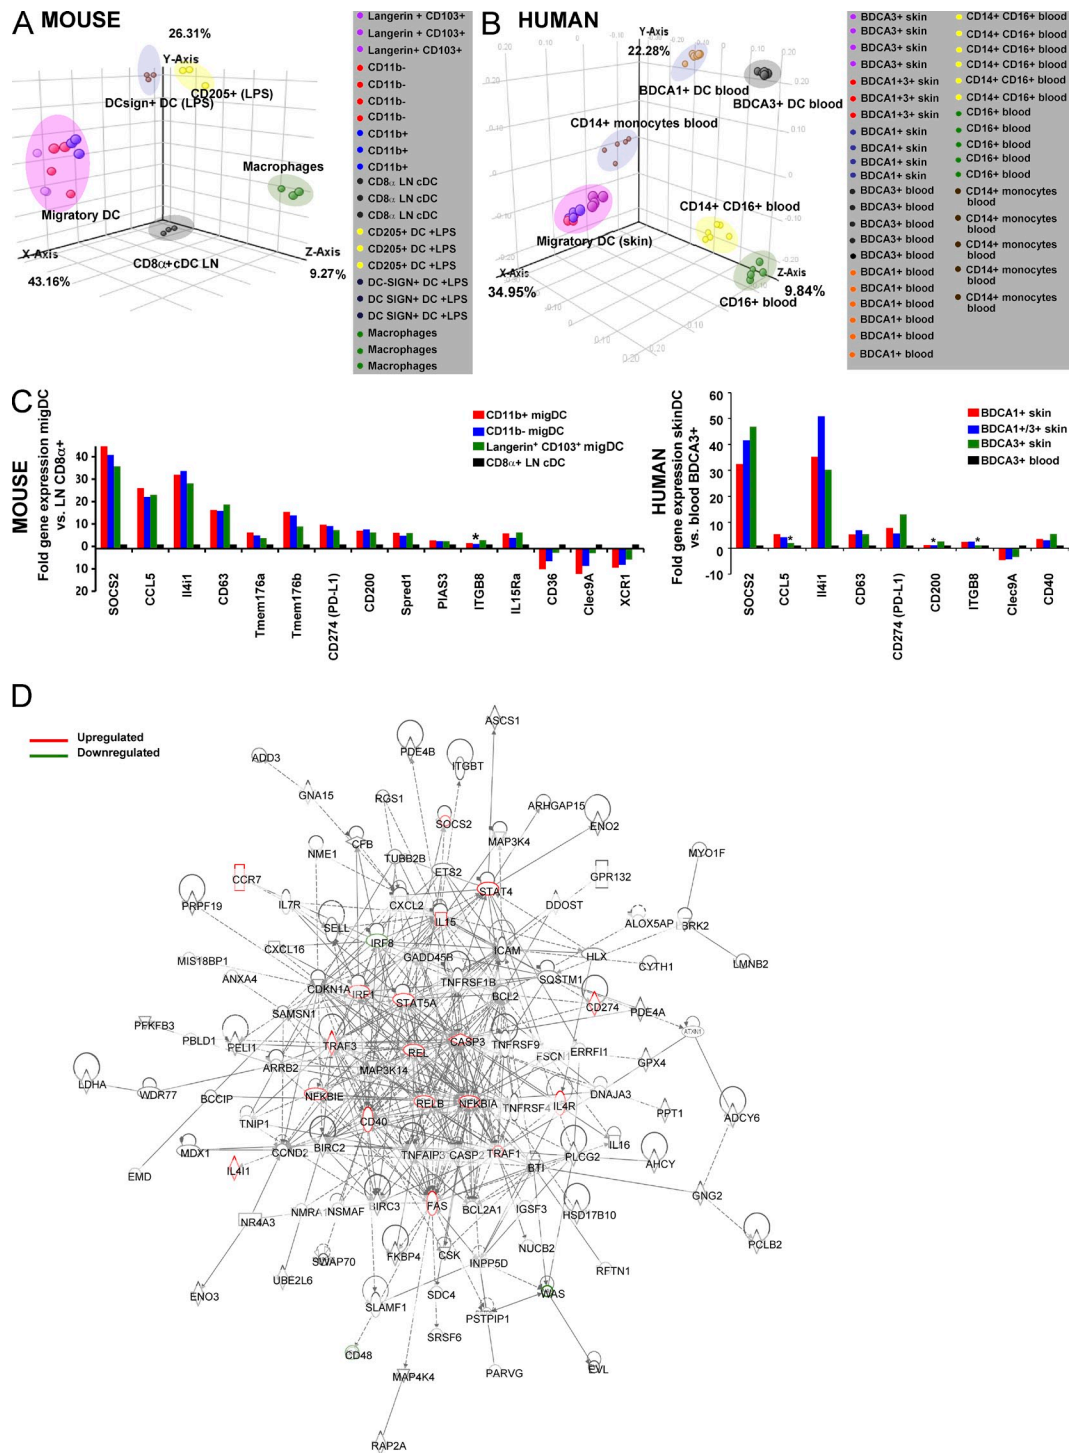 A MOUSE
26.31%
Y-Axis
CD205+ (LPS)
DCsign+ DC (LPS)
Macrophages
Migratory DC
X-Axis
Z-Axis
CD8α+cDC LN
43.16%
9.27%
Langerin + CD103+
Langerin + CD103+
Langerin+ CD103+
CD11b-
CD11b-
CD11b-
CD11b-
CD11b+
CD11b+
CD11b+
CD8α LN cDC
CD8α LN cDC
CD8α LN cDC
CD205+ DC +LPS
CD205+ DC +LPS
CD205+ DC +LPS
DC-SIGN+ DC +LPS
DC SIGN+ DC +LPS
DC SIGN+ DC +LPS
Macrophages
Macrophages
Macrophages
B HUMAN
Y-Axis
22.28%
BDCA1+ DC blood
BDCA3+ DC blood
CD14+ monocytes blood
CD14+ CD16+ blood
Migratory DC (skin)
X-Axis
Z-Axis
34.95%
9.84%
CD16+ blood
BDCA3+ skin
BDCA3+ skin
BDCA3+ skin
BDCA3+ skin
BDCA1+3+ skin
BDCA1+3+ skin
BDCA1+3+ skin
BDCA1+ skin
BDCA1+ skin
BDCA1+ skin
BDCA1+ skin
BDCA3+ blood
BDCA3+ blood
BDCA3+ blood
BDCA3+ blood
BDCA3+ blood
BDCA1+ blood
BDCA1+ blood
BDCA1+ blood
BDCA1+ blood
BDCA1+ blood
BDCA1+ blood
CD14+ CD16+ blood
CD14+ CD16+ blood
CD14+ CD16+ blood
CD14+ CD16+ blood
CD14+ CD16+ blood
CD14+ CD16+ blood
CD16+ blood
CD16+ blood
CD16+ blood
CD16+ blood
CD16+ blood
CD14+ monocytes
blood
CD14+ monocytes
blood
CD14+ monocytes
blood
CD14+ monocytes
blood
CD14+ monocytes
blood
C
MOUSE
Fold gene expression migDC
vs. LN CD8α+
40
30
20
10
0
10
20
CD11b+ migDC
CD11b- migDC
Langerin+ CD103+ migDC
CD8α+ LN cDC
*
SOCS2
CCL5
Il4i1
CD63
Tmem176a
Tmem176b
CD274 (PD-L1)
CD200
Spred1
PIAS3
ITGB8
IL15Ra
CD36
Clec9A
XCR1
HUMAN
Fold gene expression skinDC
vs. blood BDCA3+
60
50
40
30
20
10
0
-10
BDCA1+ skin
BDCA1+/3+ skin
BDCA3+ skin
BDCA3+ blood
* * *
SOCS2
CCL5
Il4i1
CD63
CD274 (PD-L1)
CD200
ITGB8
Clec9A
CD40
D
Upregulated
Downregulated
ASCS1
PDE4B
ADD3
ITGBT
GNA15
RGS1
ARHGAP15
SOCS2
ENO2
MAP3K4
CFB
NME1
TUBB2B
MYO1F
ETS2
CCR7
STAT4
GPR132
PRPF19
IL7R
CXCL2
DDOST
IL15
ALOX5AP
SELL
IRF8
ICAM
CXCL16
HLX
MIS18BP1
GADD45B
CYTH1
LMNB2
ANXA4
CDKN1A
IRF1
TNFRSF1B
SQSTM1
STAT5A
BCL2
CD274
SAMSN1
PDE4A
PFKFB3
ATXN1
PBLD1
PELI1
TRAF3
CASP3
TNFRSF9
REL
ERRFI1
GPX4
ARRB2
MAP3K14
LDHA
WDR77
BCCIP
NFKBIE
RELB
NFKBIA
IL4R
DNAJA3
PPT1
ADCY6
TNIP1
CD40
MDX1
CCND2
BIRC2
TNFAIP3
TRAF1
IL16
PLCG2
AHCY
EMD
IL4I1
BTI
GNG2
NR4A3
NSMAF
BIRC3
FAS
BCL2A1
IGSF3
HSD17B10
PCLB2
SWAP70
FKBP4
CSK
NUCB2
INPP5D
RFTN1
ENO3
UBE2L6
SLAMF1
SDC4
WAS
PSTPIP1
SRSF6
CD48
MAP4K4
PARVG
EVL
RAP2A